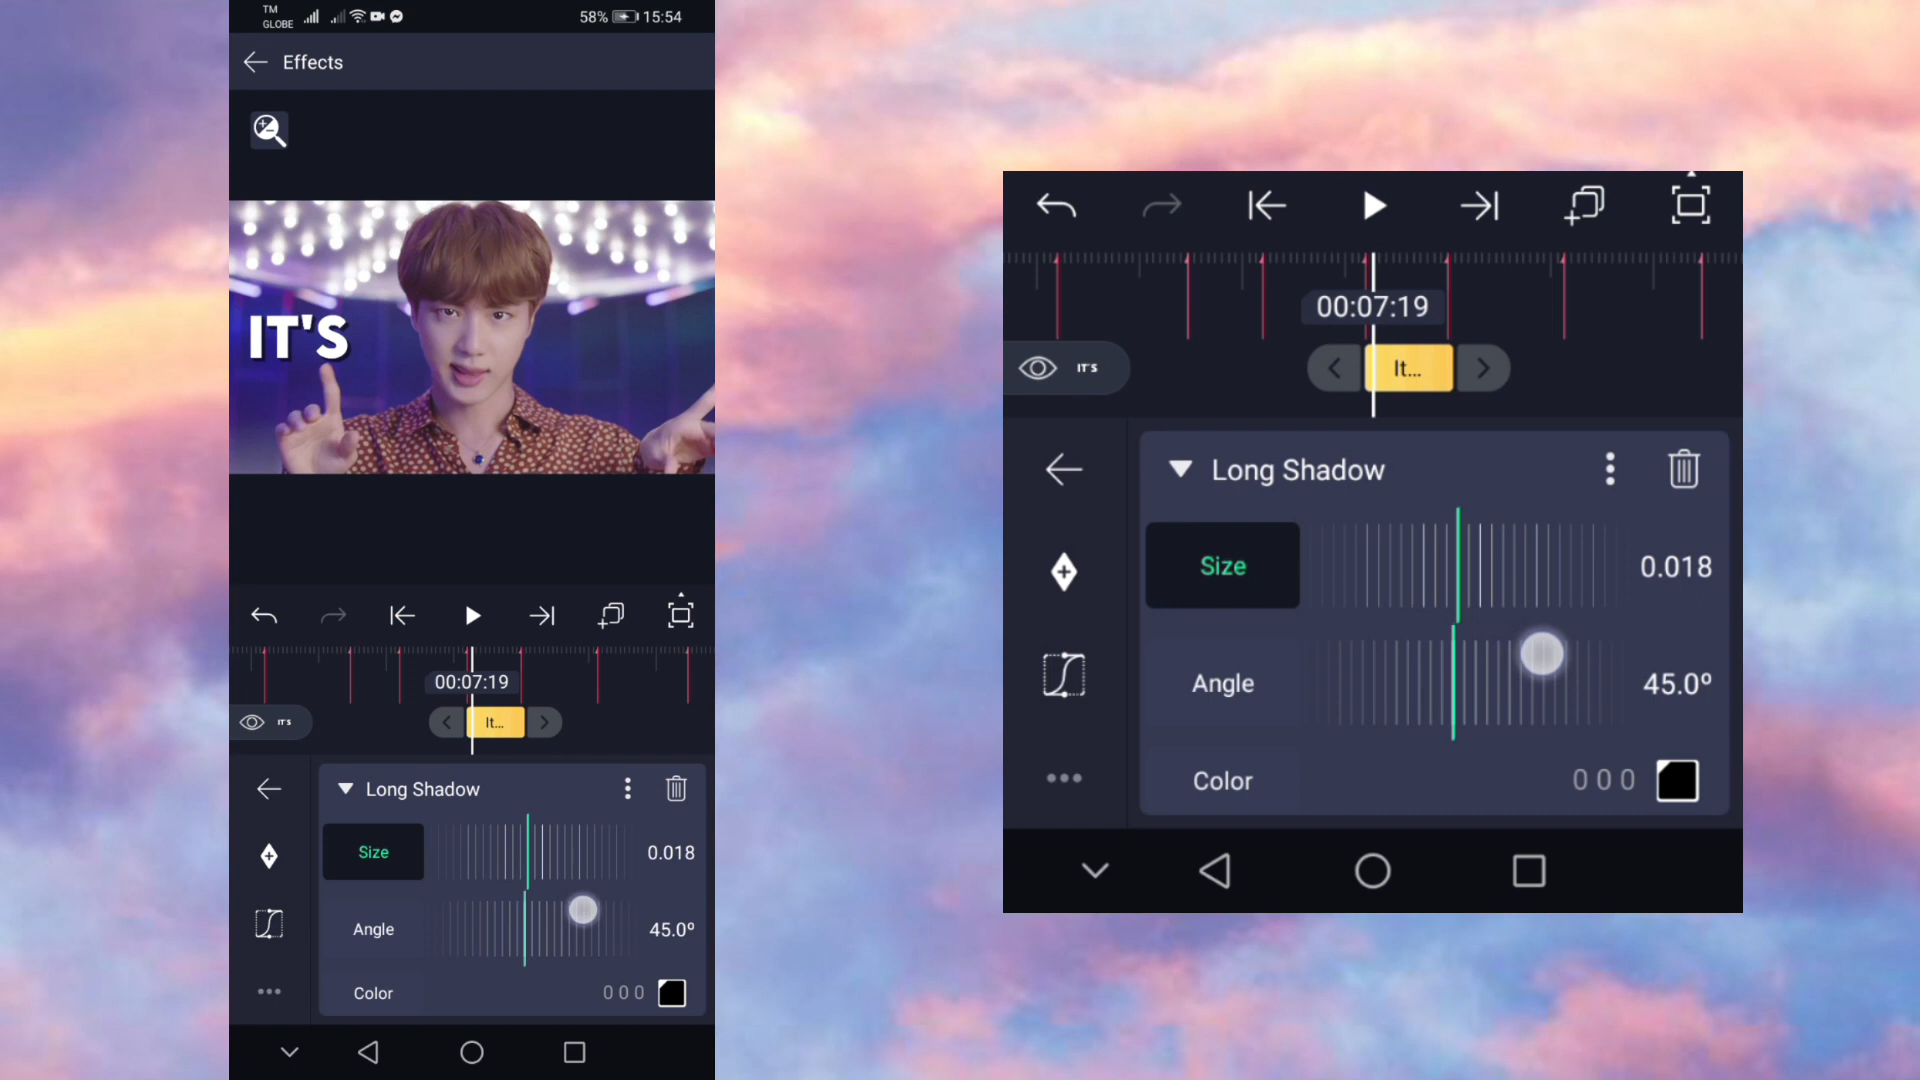 TM
GLOBE
58% 15:54
Effects
IT'S
00:07:19
IT'S
It...
Long Shadow
Size 0.018
Angle 45.0º
Color 0 0 0
00:07:19
IT'S
It...
Long Shadow
Size 0.018
Angle 45.0º
Color 0 0 0